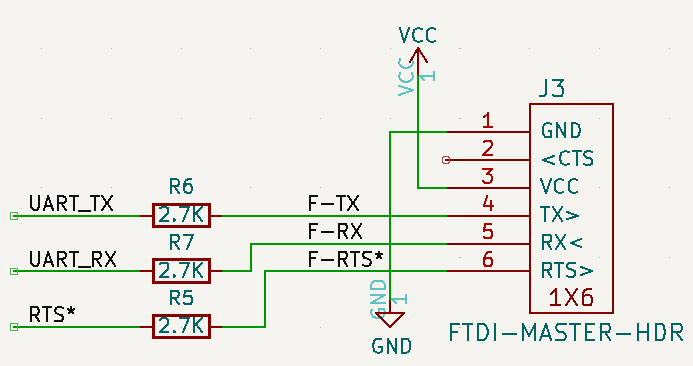 VCC
VCC
1
J3
1 GND
2 <CTS
3 VCC
R6
UART_TX 2.7K F-TX 4 TX>
R7
UART_RX 2.7K F-RX 5 RX<
R5
F-RTS* 6 RTS>
RTS* 2.7K
GND
1
1X6
GND
FTDI-MASTER-HDR